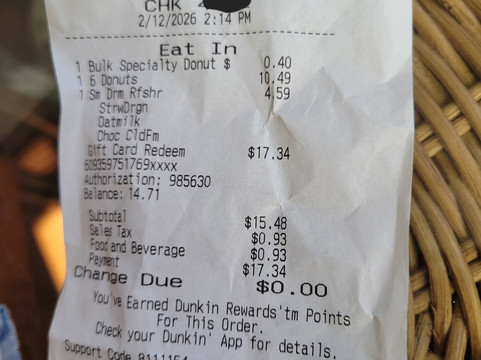 CHK
2/12/2026 2:14 PM
Eat In
1 Bulk Specialty Donut $ 0.40
1 6 Donuts 10.49
1 Sm Drm Rfshr 4.59
StrwDrgn
Oatmilk
Choc CldFm
Gift Card Redeem $17.34
609359751769xxxx
Authorization: 985630
Balance: 14.71
Subtotal $15.48
Sales Tax $0.93
Food and Beverage $0.93
Payment $17.34
Change Due $0.00
You've Earned Dunkin Rewards'tm Points
For This Order.
Check your Dunkin' App for details.
Support Code